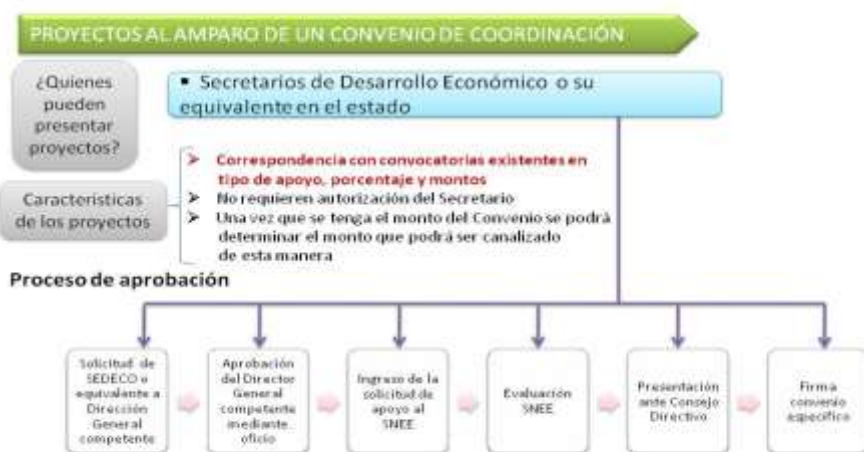 PROYECTOS AL AMPARO DE UN CONVENIO DE COORDINACIÓN
¿Quienes
pueden
presentar
proyectos?
▪ Secretarios de Desarrollo Económico o su
equivalente en el estado
Características
de los proyectos
➢ Correspondencia con convocatorias existentes en
tipo de apoyo, porcentaje y montos
➢ No requieren autorización del Secretario
➢ Una vez que se tenga el monto del Convenio se podrá
determinar el monto que podrá ser canalizado
de esta manera
Proceso de aprobación
Solicitud de
SEDECO o
equivalente a
Dirección
General
competente
Aprobación
del Director
General
competente
mediante
oficio
Ingreso de la
solicitud de
apoyo al
SNEE
Evaluación
SNEE
Presentación
ante Consejo
Directivo
Firma
convenio
específico